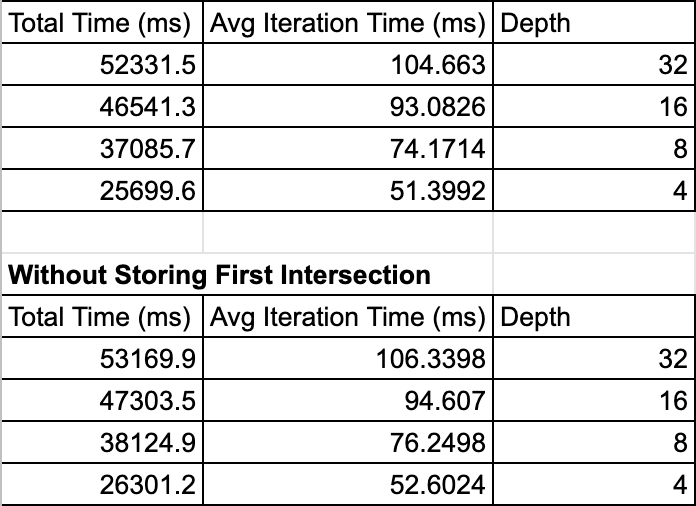 Total Time (ms) Avg Iteration Time (ms) Depth
52331.5 104.663 32
46541.3 93.0826 16
37085.7 74.1714 8
25699.6 51.3992 4
Without Storing First Intersection
Total Time (ms) Avg Iteration Time (ms) Depth
53169.9 106.3398 32
47303.5 94.607 16
38124.9 76.2498 8
26301.2 52.6024 4